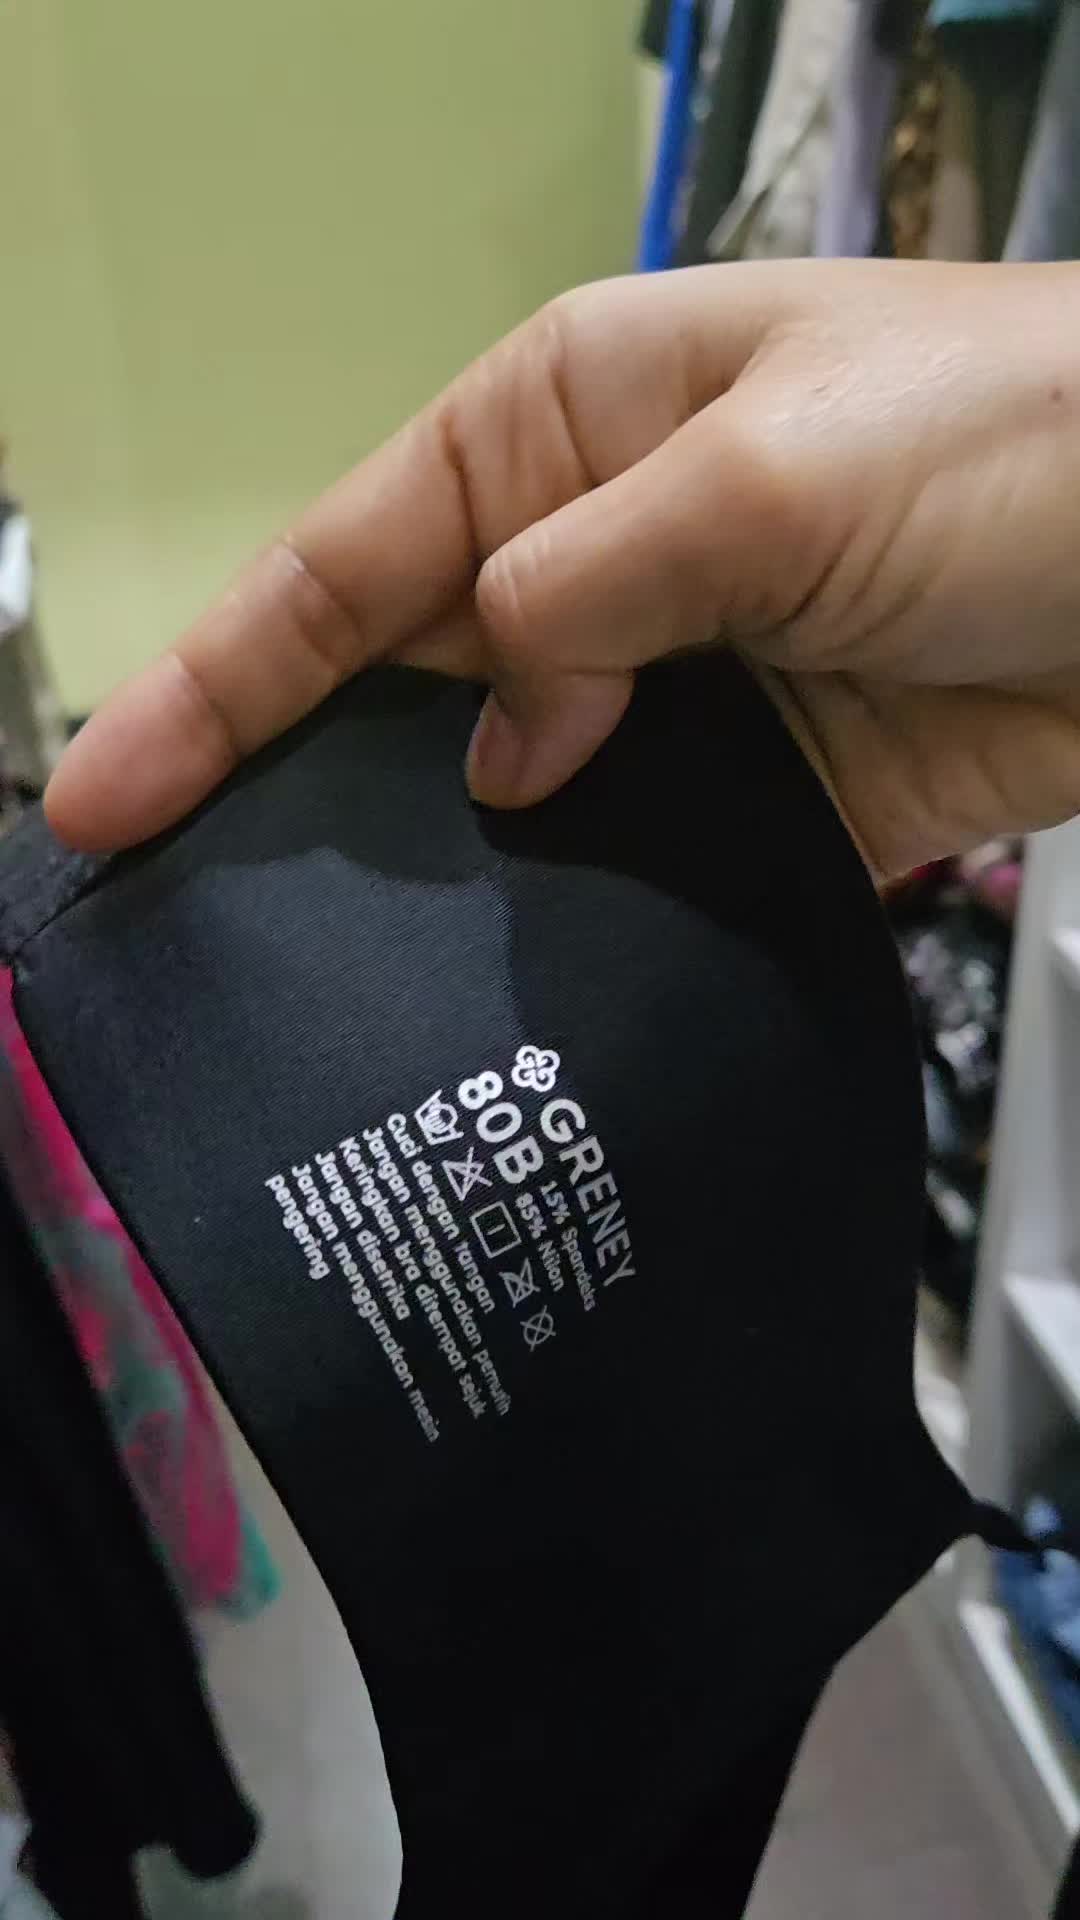 GRENEY
80B
15% Spandeks
85% Nilon
Cuci dengan tangan
Jangan menggunakan pemutih
Keringkan bra ditempat sejuk
Jangan disetrika
Jangan menggunakan mesin
pengering